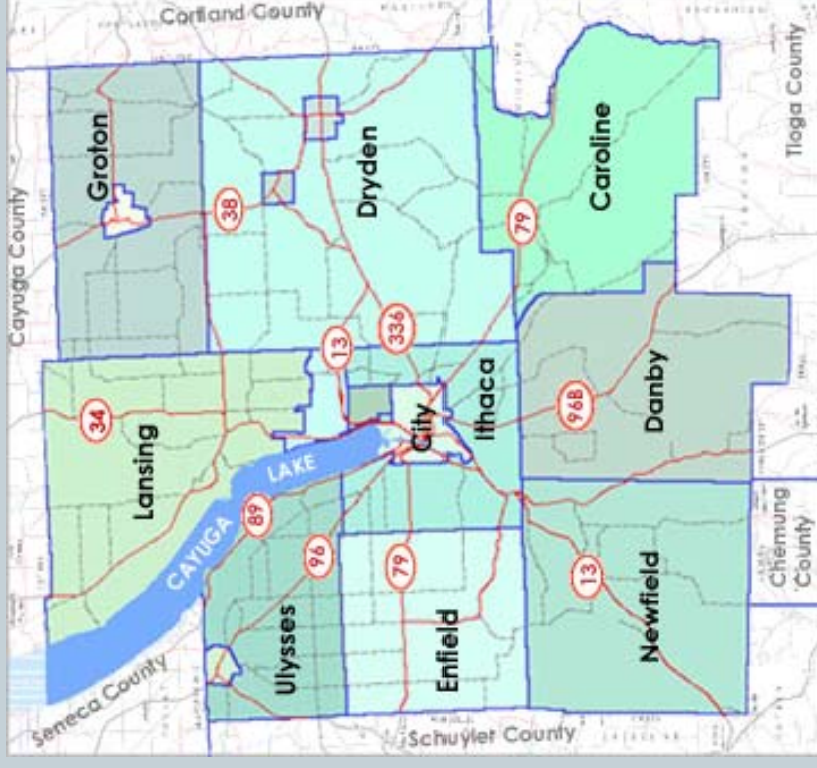 Cayuga County
Cortland County
Seneca County
Groton
34
Lansing
CAYUGA
LAKE
38
89
Ulysses
96
Dryden
13
336
79
City
Enfield
Ithaca
79
Caroline
96B
13
Danby
Newfield
Schuyler County
Chemung
County
Tioga County